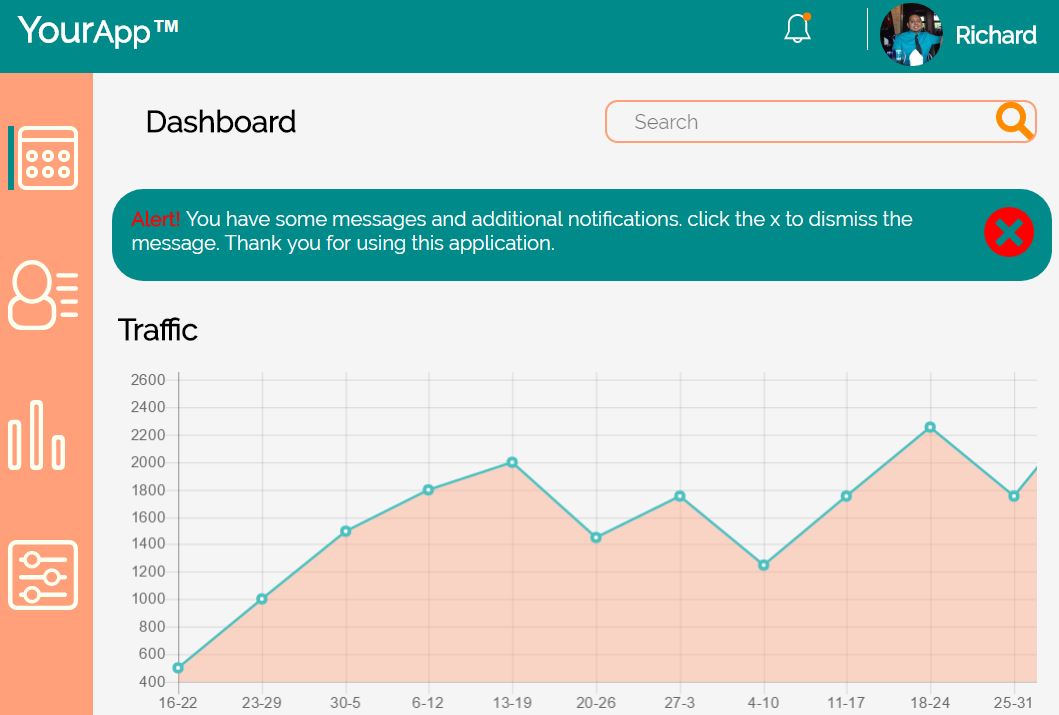 YourApp™
Richard
Dashboard
Search
Alert! You have some messages and additional notifications. click the x to dismiss the
message. Thank you for using this application.
Traffic
2600
2400
2200
2000
1800
1600
1400
1200
1000
800
600
400
16-22 23-29 30-5 6-12 13-19 20-26 27-3 4-10 11-17 18-24 25-31